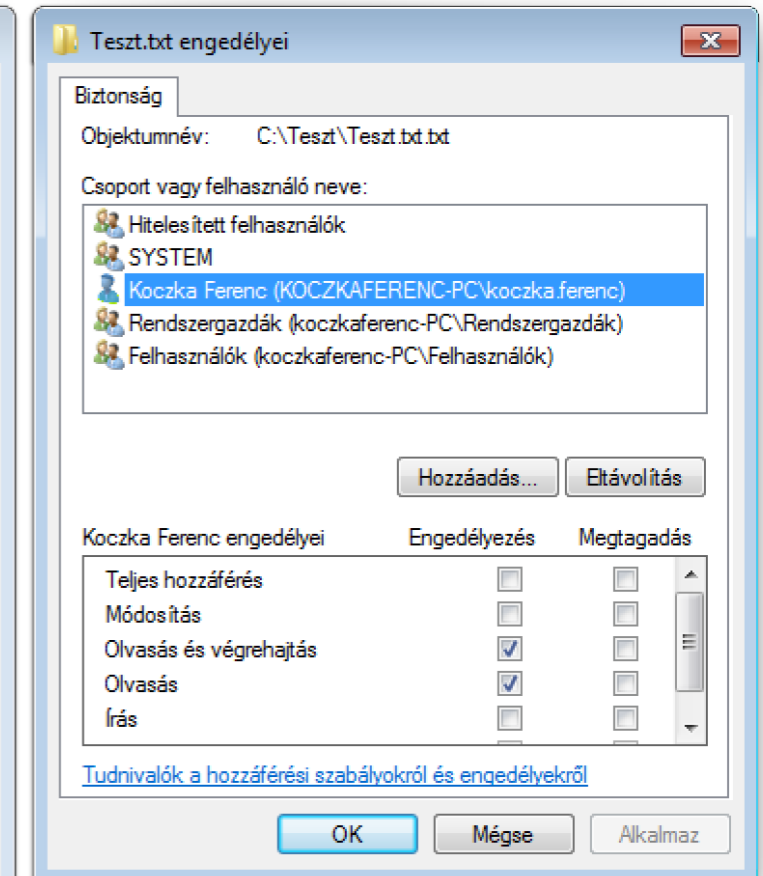 Teszt.txt engedélyei
Biztonság
Objektumnév: C:\Teszt\Teszt.txt.txt
Csoport vagy felhasználó neve:
Hitelesített felhasználók
SYSTEM
Koczka Ferenc (KOCZKAFERENC-PC\koczka.ferenc)
Rendszergazdák (koczkaferenc-PC\Rendszergazdák)
Felhasználók (koczkaferenc-PC\Felhasználók)
Hozzáadás... Eltávolítás
Koczka Ferenc engedélyei Engedélyezés Megtagadás
Teljes hozzáférés
Módosítás
Olvasás és végrehajtás
Olvasás
Írás
Tudnivalók a hozzáférési szabályokról és engedélyekről
OK Mégse Alkalmaz